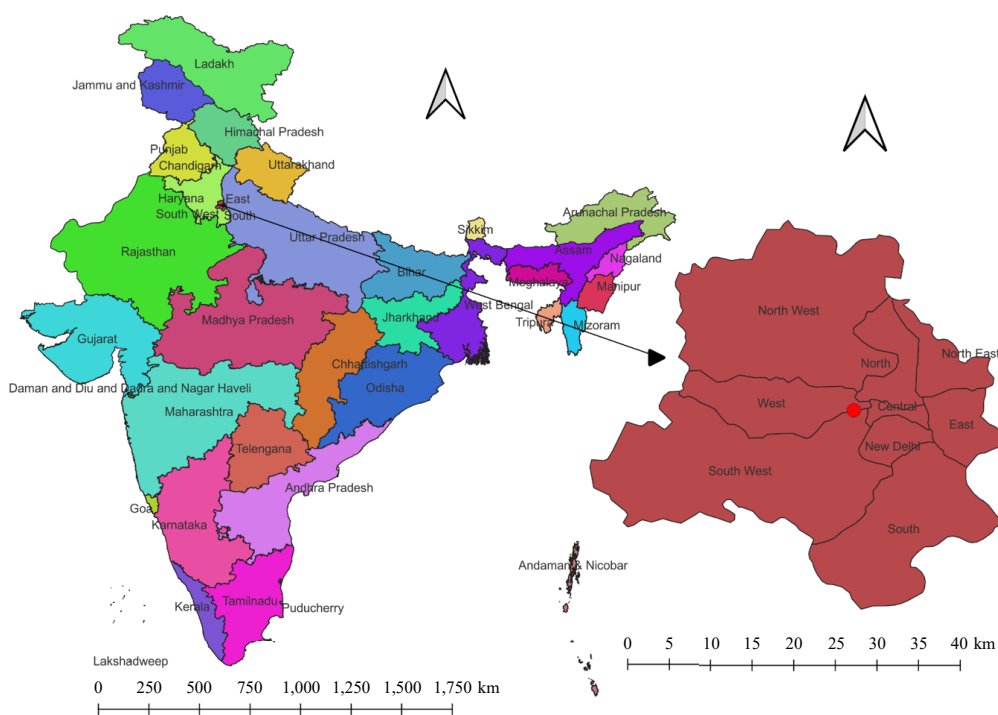 Ladakh
Jammu and Kashmir
Himachal Pradesh
Punjab
Chandigarh
Uttarakhand
Haryana
East
South West
South
Arunachal Pradesh
Sikkim
Assam
Nagaland
Rajasthan
Uttar Pradesh
Bihar
Meghalaya
Manipur
West Bengal
Tripura
Mizoram
Jharkhand
Madhya Pradesh
Gujarat
Chhattishgarh
Daman and Diu and Dadra and Nagar Haveli
Odisha
Maharashtra
Telengana
Andhra Pradesh
Goa
Karnataka
Andaman & Nicobar
Kerala
Tamilnadu
Puducherry
Lakshadweep
0 250 500 750 1,000 1,250 1,500 1,750 km
North West
North
North East
West
Central
East
New Delhi
South West
South
0 5 10 15 20 25 30 35 40 km